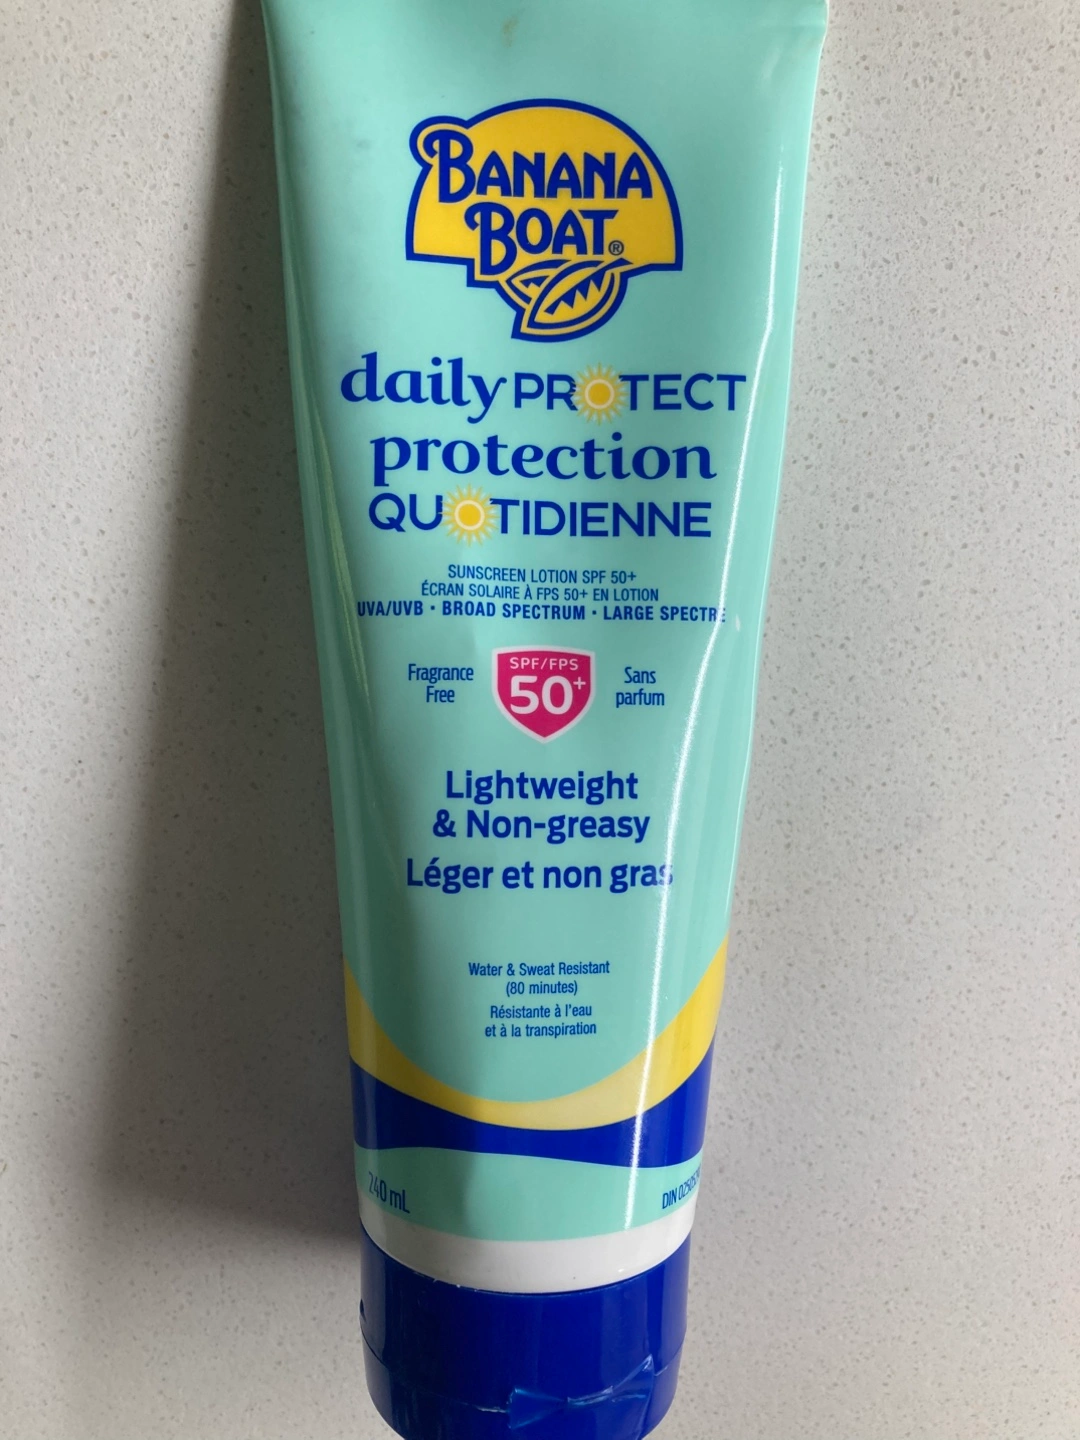 BANANA
BOAT®
daily PROTECT
protection
QUOTIDIENNE
SUNSCREEN LOTION SPF 50+
ÉCRAN SOLAIRE À FPS 50+ EN LOTION
UVA/UVB • BROAD SPECTRUM • LARGE SPECTRE
Fragrance
Free
SPF/FPS
50+
Sans
parfum
Lightweight
& Non-greasy
Léger et non gras
Water & Sweat Resistant
(80 minutes)
Résistante à l'eau
et à la transpiration
240 mL
DIN